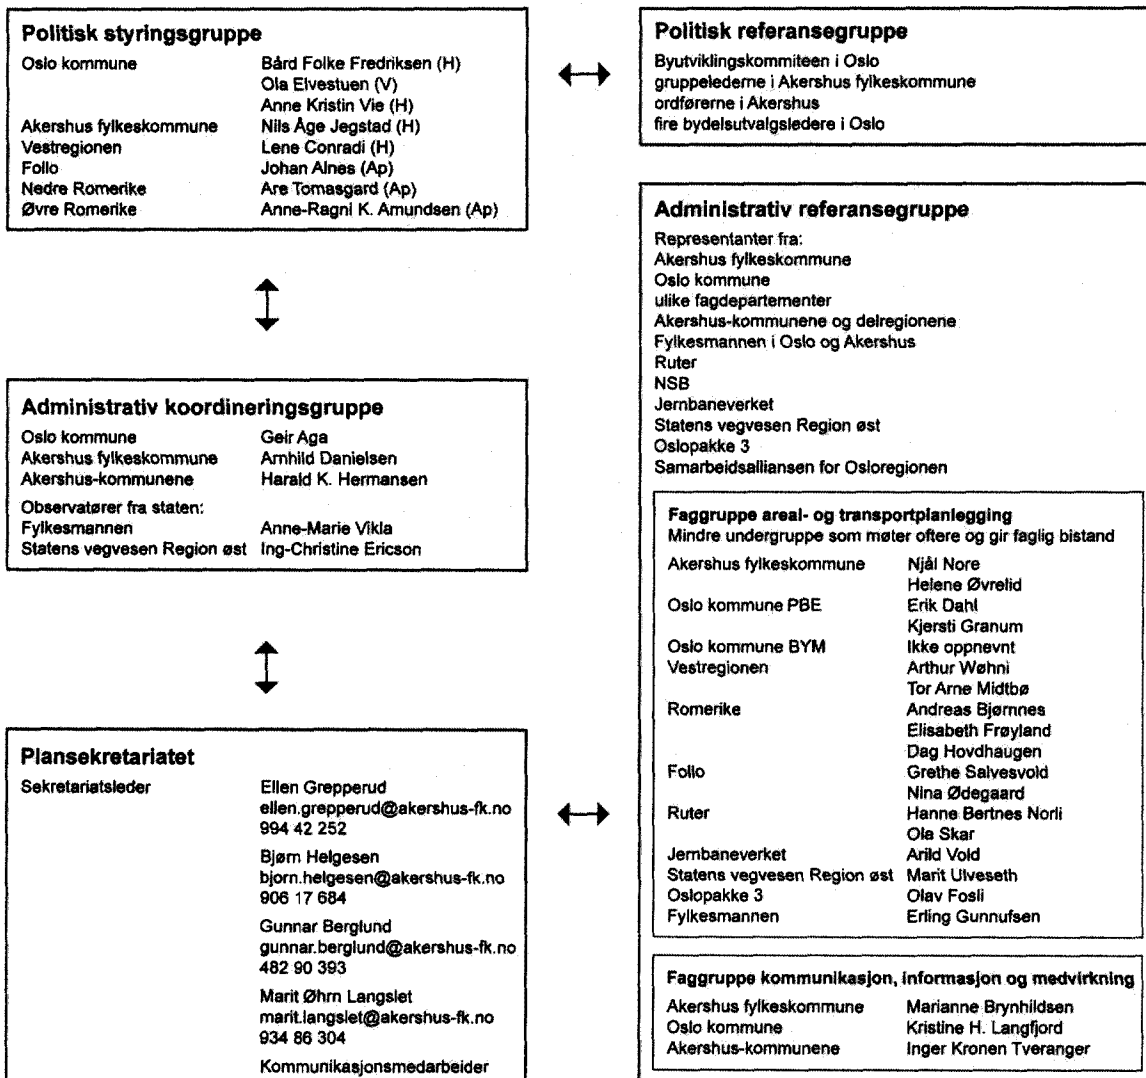 Politisk styringsgruppe
Oslo kommune Bård Folke Fredriksen (H)
Ola Elvestuen (V)
Anne Kristin Vie (H)
Akershus fylkeskommune Nils Åge Jegstad (H)
Vestregionen Lene Conradi (H)
Follo Johan Alnes (Ap)
Nedre Romerike Are Tomasgard (Ap)
Øvre Romerike Anne-Ragni K. Amundsen (Ap)
Administrativ koordineringsgruppe
Oslo kommune Geir Aga
Akershus fylkeskommune Arnhild Danielsen
Akershus-kommunene Harald K. Hermansen
Observatører fra staten:
Fylkesmannen Anne-Marie Vikla
Statens vegvesen Region øst Ing-Christine Ericson
Plansekretariatet
Sekretariatsleder Ellen Grepperud
ellen.grepperud@akershus-fk.no
994 42 252
Bjørn Helgesen
bjorn.helgesen@akershus-fk.no
906 17 684
Gunnar Berglund
gunnar.berglund@akershus-fk.no
482 90 393
Marit Øhrn Langslet
marit.langslet@akershus-fk.no
934 86 304
Kommunikasjonsmedarbeider
Politisk referansegruppe
Byutviklingskommiteen i Oslo
gruppelederne i Akershus fylkeskommune
ordførerne i Akershus
fire bydelsutvalgsledere i Oslo
Administrativ referansegruppe
Representanter fra:
Akershus fylkeskommune
Oslo kommune
ulike fagdepartementer
Akershus-kommunene og delregionene
Fylkesmannen i Oslo og Akershus
Ruter
NSB
Jernbaneverket
Statens vegvesen Region øst
Oslopakke 3
Samarbeidsalliansen for Osloregionen
Faggruppe areal- og transportplanlegging
Mindre undergruppe som møter oftere og gir faglig bistand
Akershus fylkeskommune Njål Nore
Helene Øvrelid
Oslo kommune PBE Erik Dahl
Kjersti Granum
Oslo kommune BYM Ikke oppnevnt
Vestregionen Arthur Wøhni
Tor Arne Midtbø
Romerike Andreas Bjørnnes
Elisabeth Frøyland
Dag Hovdhaugen
Follo Grethe Salvesvold
Nina Ødegaard
Ruter Hanne Bertnes Norli
Ola Skar
Jernbaneverket Arild Vold
Statens vegvesen Region øst Marit Ulveseth
Oslopakke 3 Olav Fosli
Fylkesmannen Erling Gunnufsen
Faggruppe kommunikasjon, informasjon og medvirkning
Akershus fylkeskommune Marianne Brynhildsen
Oslo kommune Kristine H. Langfjord
Akershus-kommunene Inger Kronen Tveranger